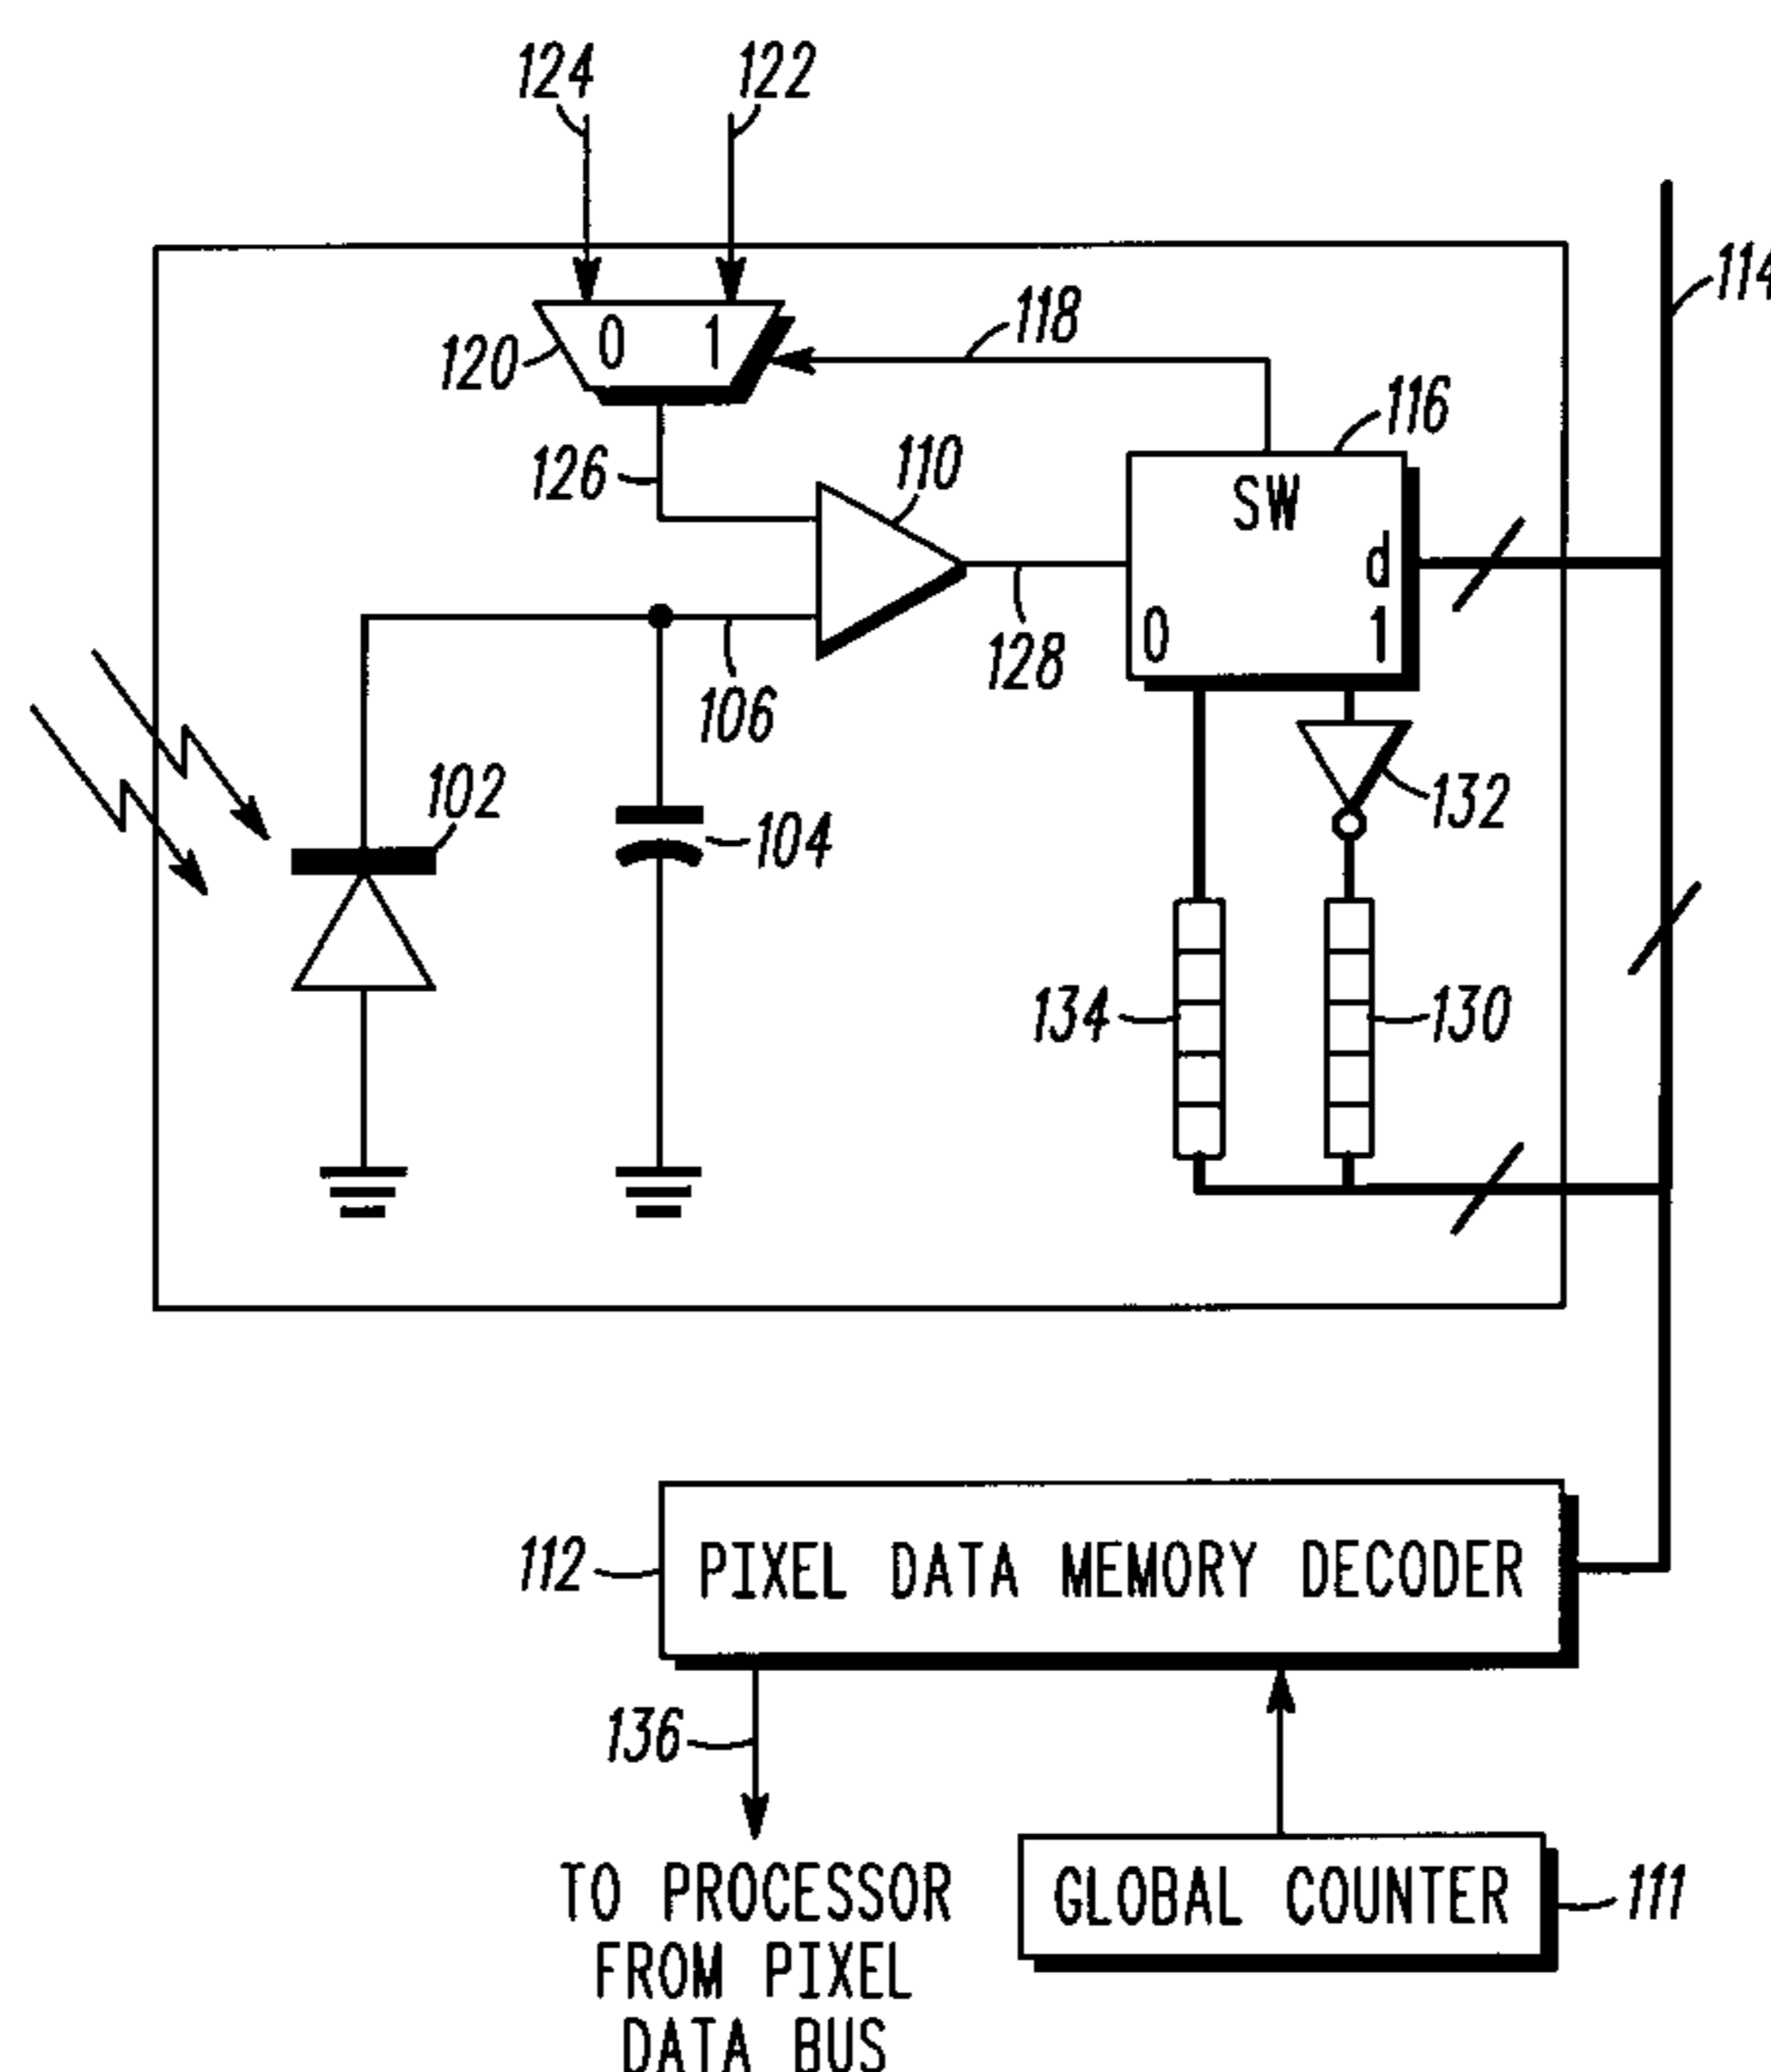 124 122
114
0 1
118
120
116
110
126
SW
d
128
0 1
106
102
132
104
134
130
112
PIXEL DATA MEMORY DECODER
136
TO PROCESSOR
FROM PIXEL
DATA BUS
GLOBAL COUNTER
111